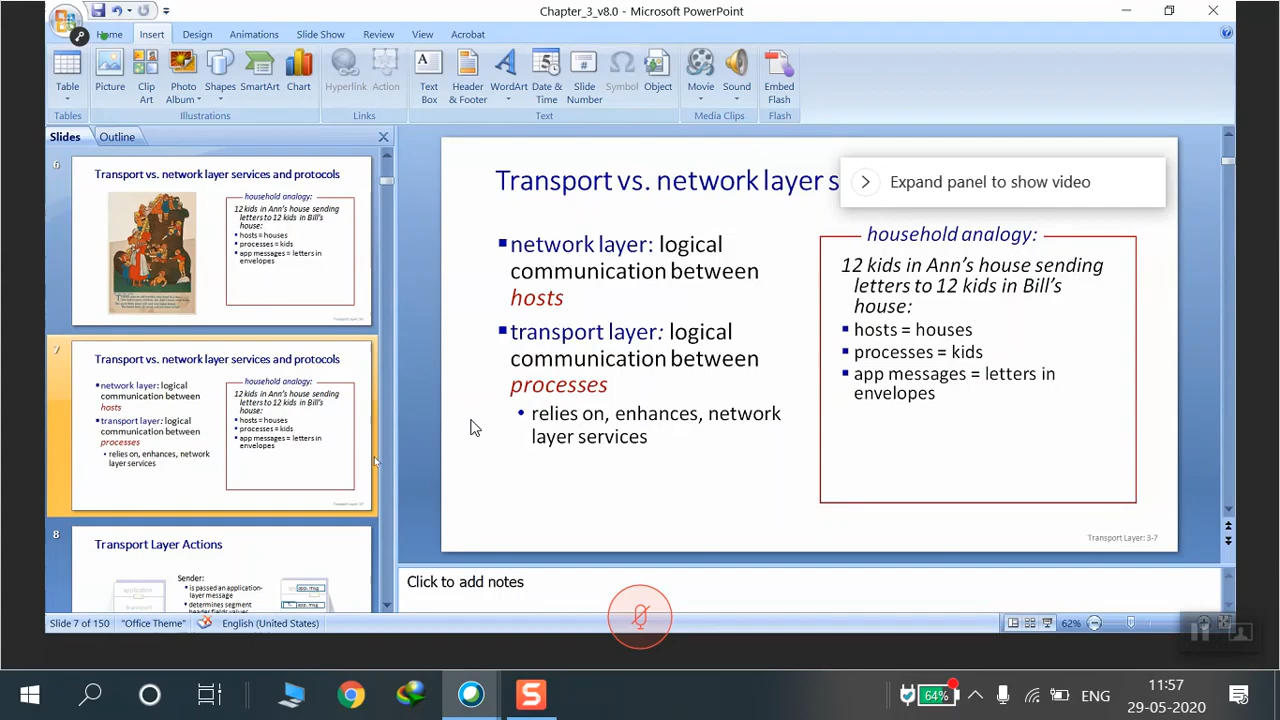 Chapter_3_v8.0 - Microsoft PowerPoint
Home Insert Design Animations Slide Show Review View Acrobat
Table
Picture
Clip
Art
Photo
Album
Shapes
SmartArt
Chart
Hyperlink
Action
Text
Box
Header
& Footer
WordArt
Date &
Time
Slide
Number
Symbol
Object
Movie
Sound
Embed
Flash
Tables
Illustrations
Links
Text
Media Clips
Flash
Slides Outline
6
Transport vs. network layer services and protocols
household analogy:
12 kids in Ann's house sending
letters to 12 kids in Bill's
house:
hosts = houses
processes = kids
app messages = letters in
envelopes
7
Transport vs. network layer services and protocols
network layer: logical
communication between
hosts
transport layer: logical
communication between
processes
• relies on, enhances, network
layer services
household analogy:
12 kids in Ann's house sending
letters to 12 kids in Bill's
house:
hosts = houses
processes = kids
app messages = letters in
envelopes
8
Transport Layer Actions
application
transport
Sender:
is passed an application-
layer message
determines segment
header fields values
app. msg
Transport vs. network layer s
Expand panel to show video
▪ network layer: logical
communication between
hosts
▪ transport layer: logical
communication between
processes
• relies on, enhances, network
layer services
household analogy:
12 kids in Ann's house sending
letters to 12 kids in Bill's
house:
▪ hosts = houses
▪ processes = kids
▪ app messages = letters in
envelopes
Transport Layer: 3-7
Click to add notes
Slide 7 of 150
"Office Theme"
English (United States)
62%
64%
ENG
11:57
29-05-2020